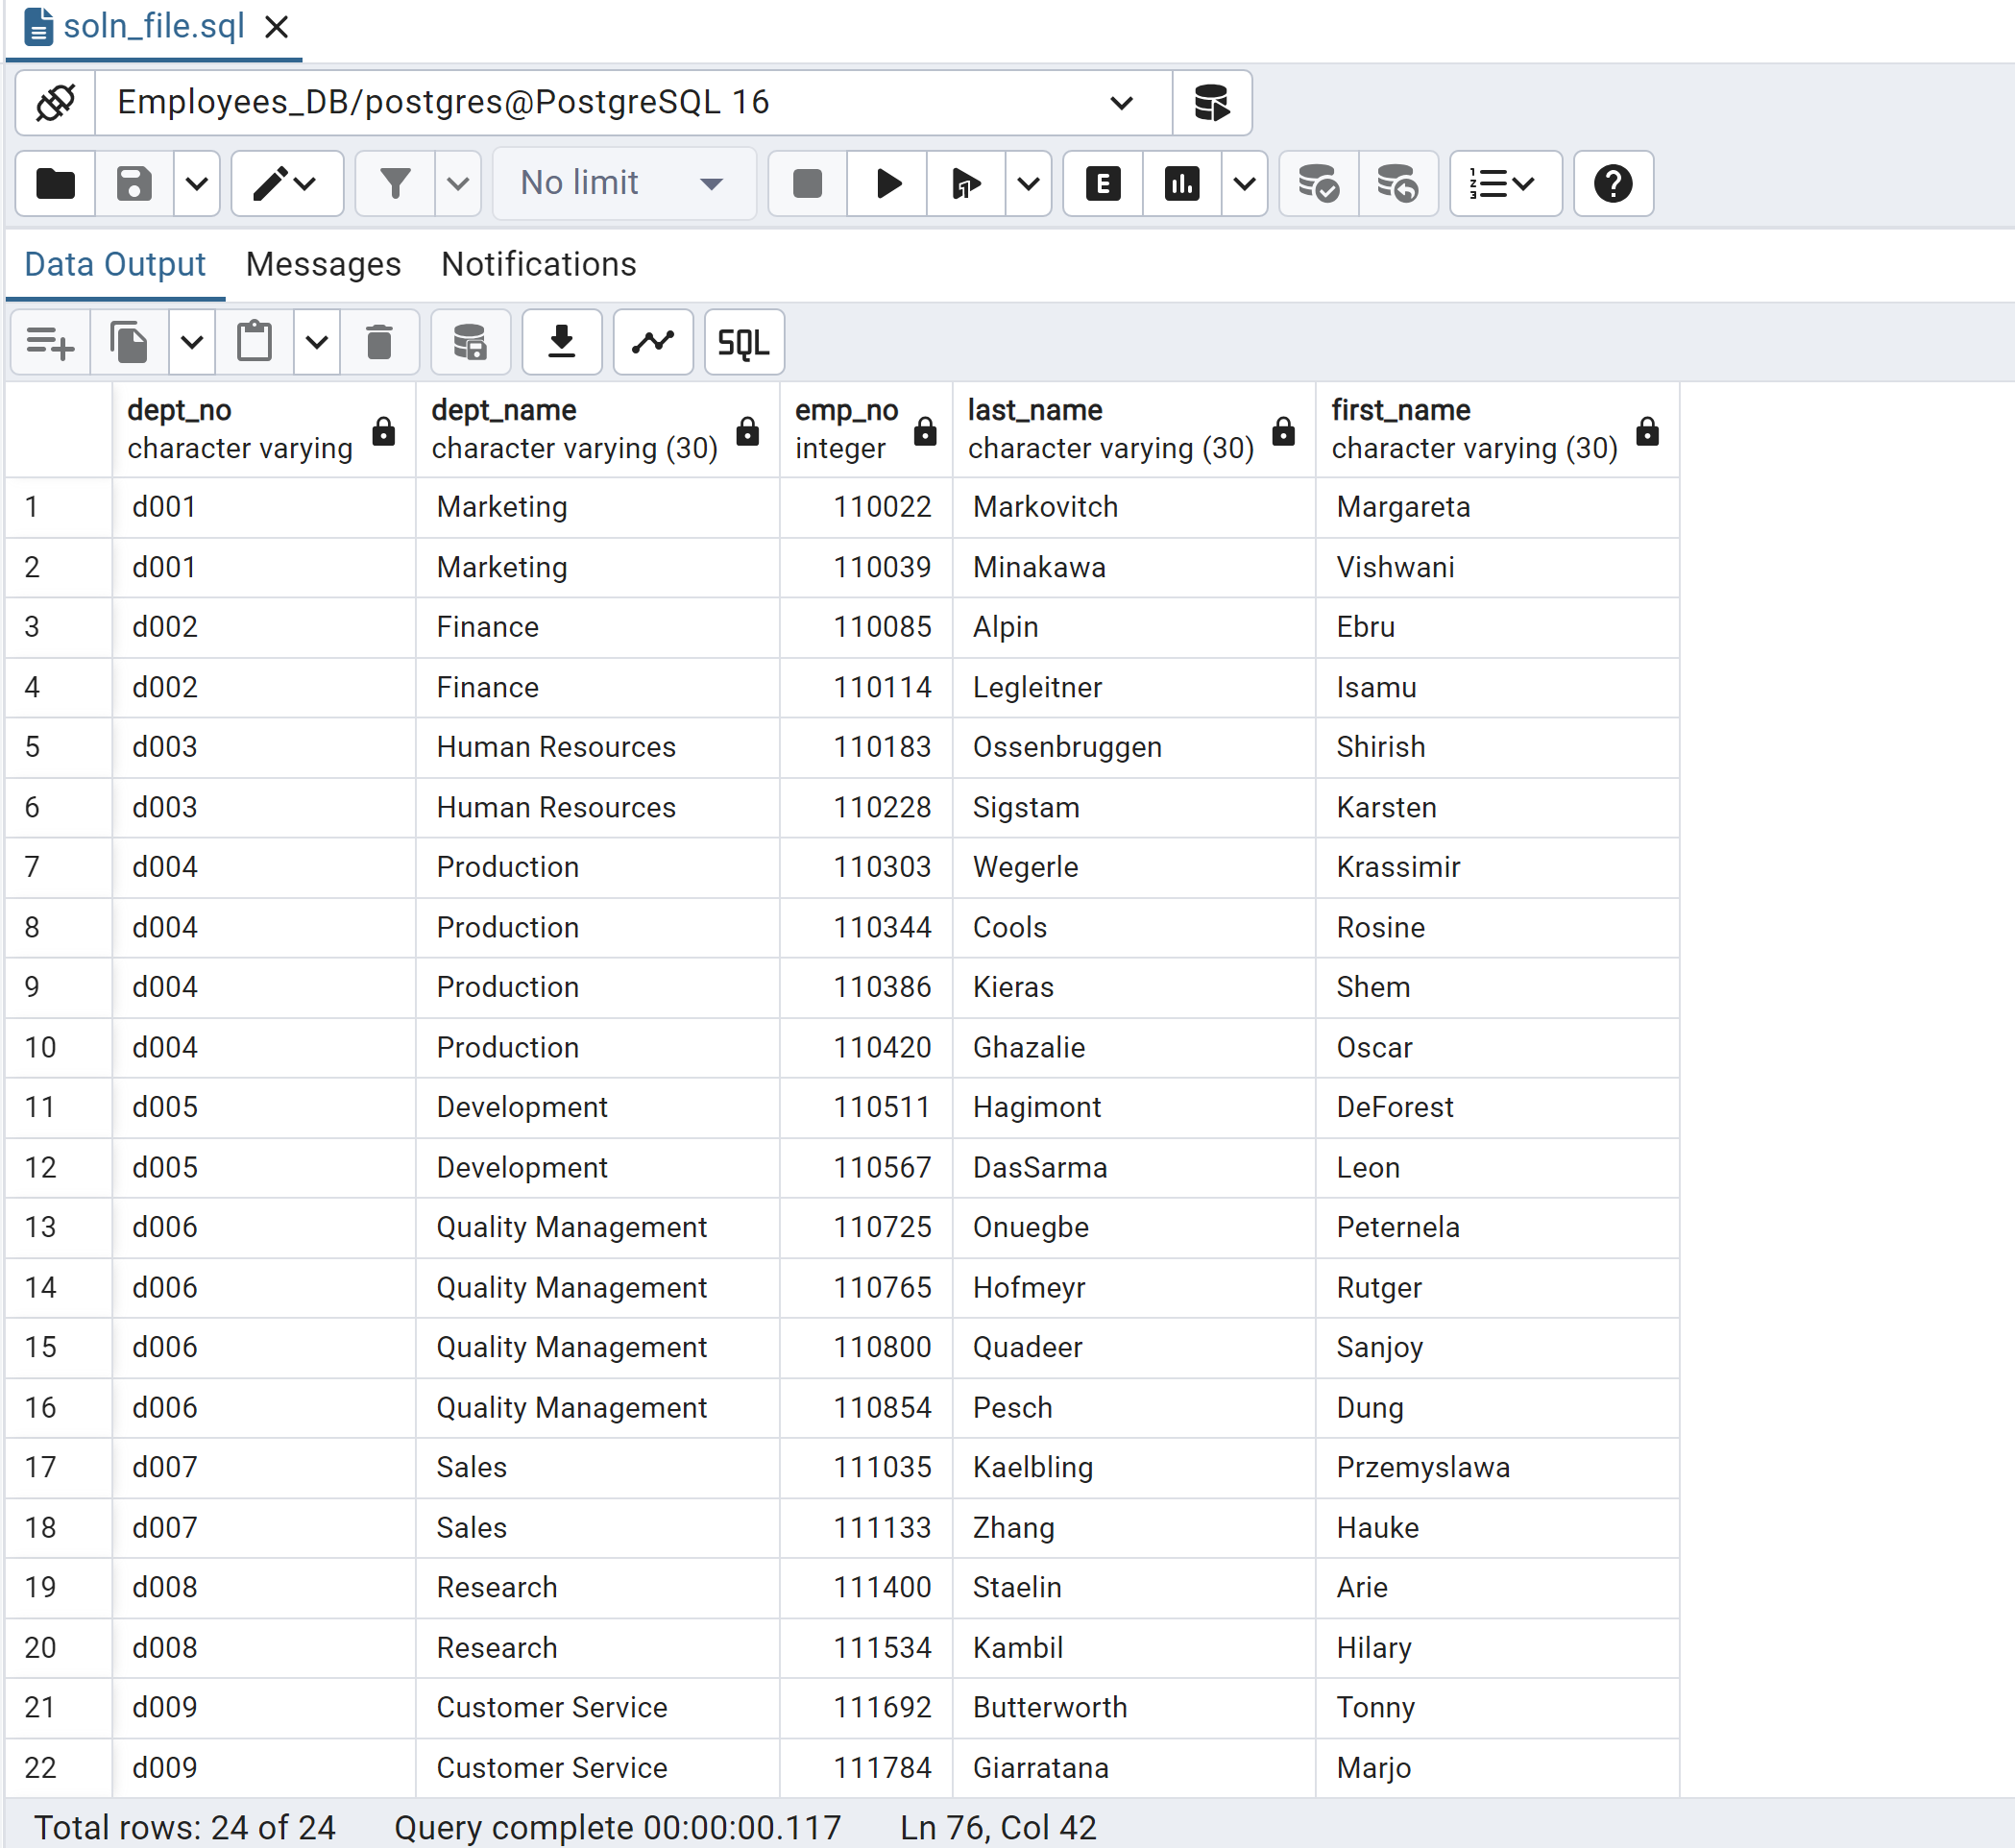 soln_file.sql
Employees_DB/postgres@PostgreSQL 16
No limit
Data Output Messages Notifications
SQL
dept_no dept_name emp_no last_name first_name
character varying character varying (30) integer character varying (30) character varying (30)
1 d001 Marketing 110022 Markovitch Margareta
2 d001 Marketing 110039 Minakawa Vishwani
3 d002 Finance 110085 Alpin Ebru
4 d002 Finance 110114 Legleitner Isamu
5 d003 Human Resources 110183 Ossenbruggen Shirish
6 d003 Human Resources 110228 Sigstam Karsten
7 d004 Production 110303 Wegerle Krassimir
8 d004 Production 110344 Cools Rosine
9 d004 Production 110386 Kieras Shem
10 d004 Production 110420 Ghazalie Oscar
11 d005 Development 110511 Hagimont DeForest
12 d005 Development 110567 DasSarma Leon
13 d006 Quality Management 110725 Onuegbe Peternela
14 d006 Quality Management 110765 Hofmeyr Rutger
15 d006 Quality Management 110800 Quadeer Sanjoy
16 d006 Quality Management 110854 Pesch Dung
17 d007 Sales 111035 Kaelbling Przemyslawa
18 d007 Sales 111133 Zhang Hauke
19 d008 Research 111400 Staelin Arie
20 d008 Research 111534 Kambil Hilary
21 d009 Customer Service 111692 Butterworth Tonny
22 d009 Customer Service 111784 Giarratana Marjo
Total rows: 24 of 24 Query complete 00:00:00.117 Ln 76, Col 42